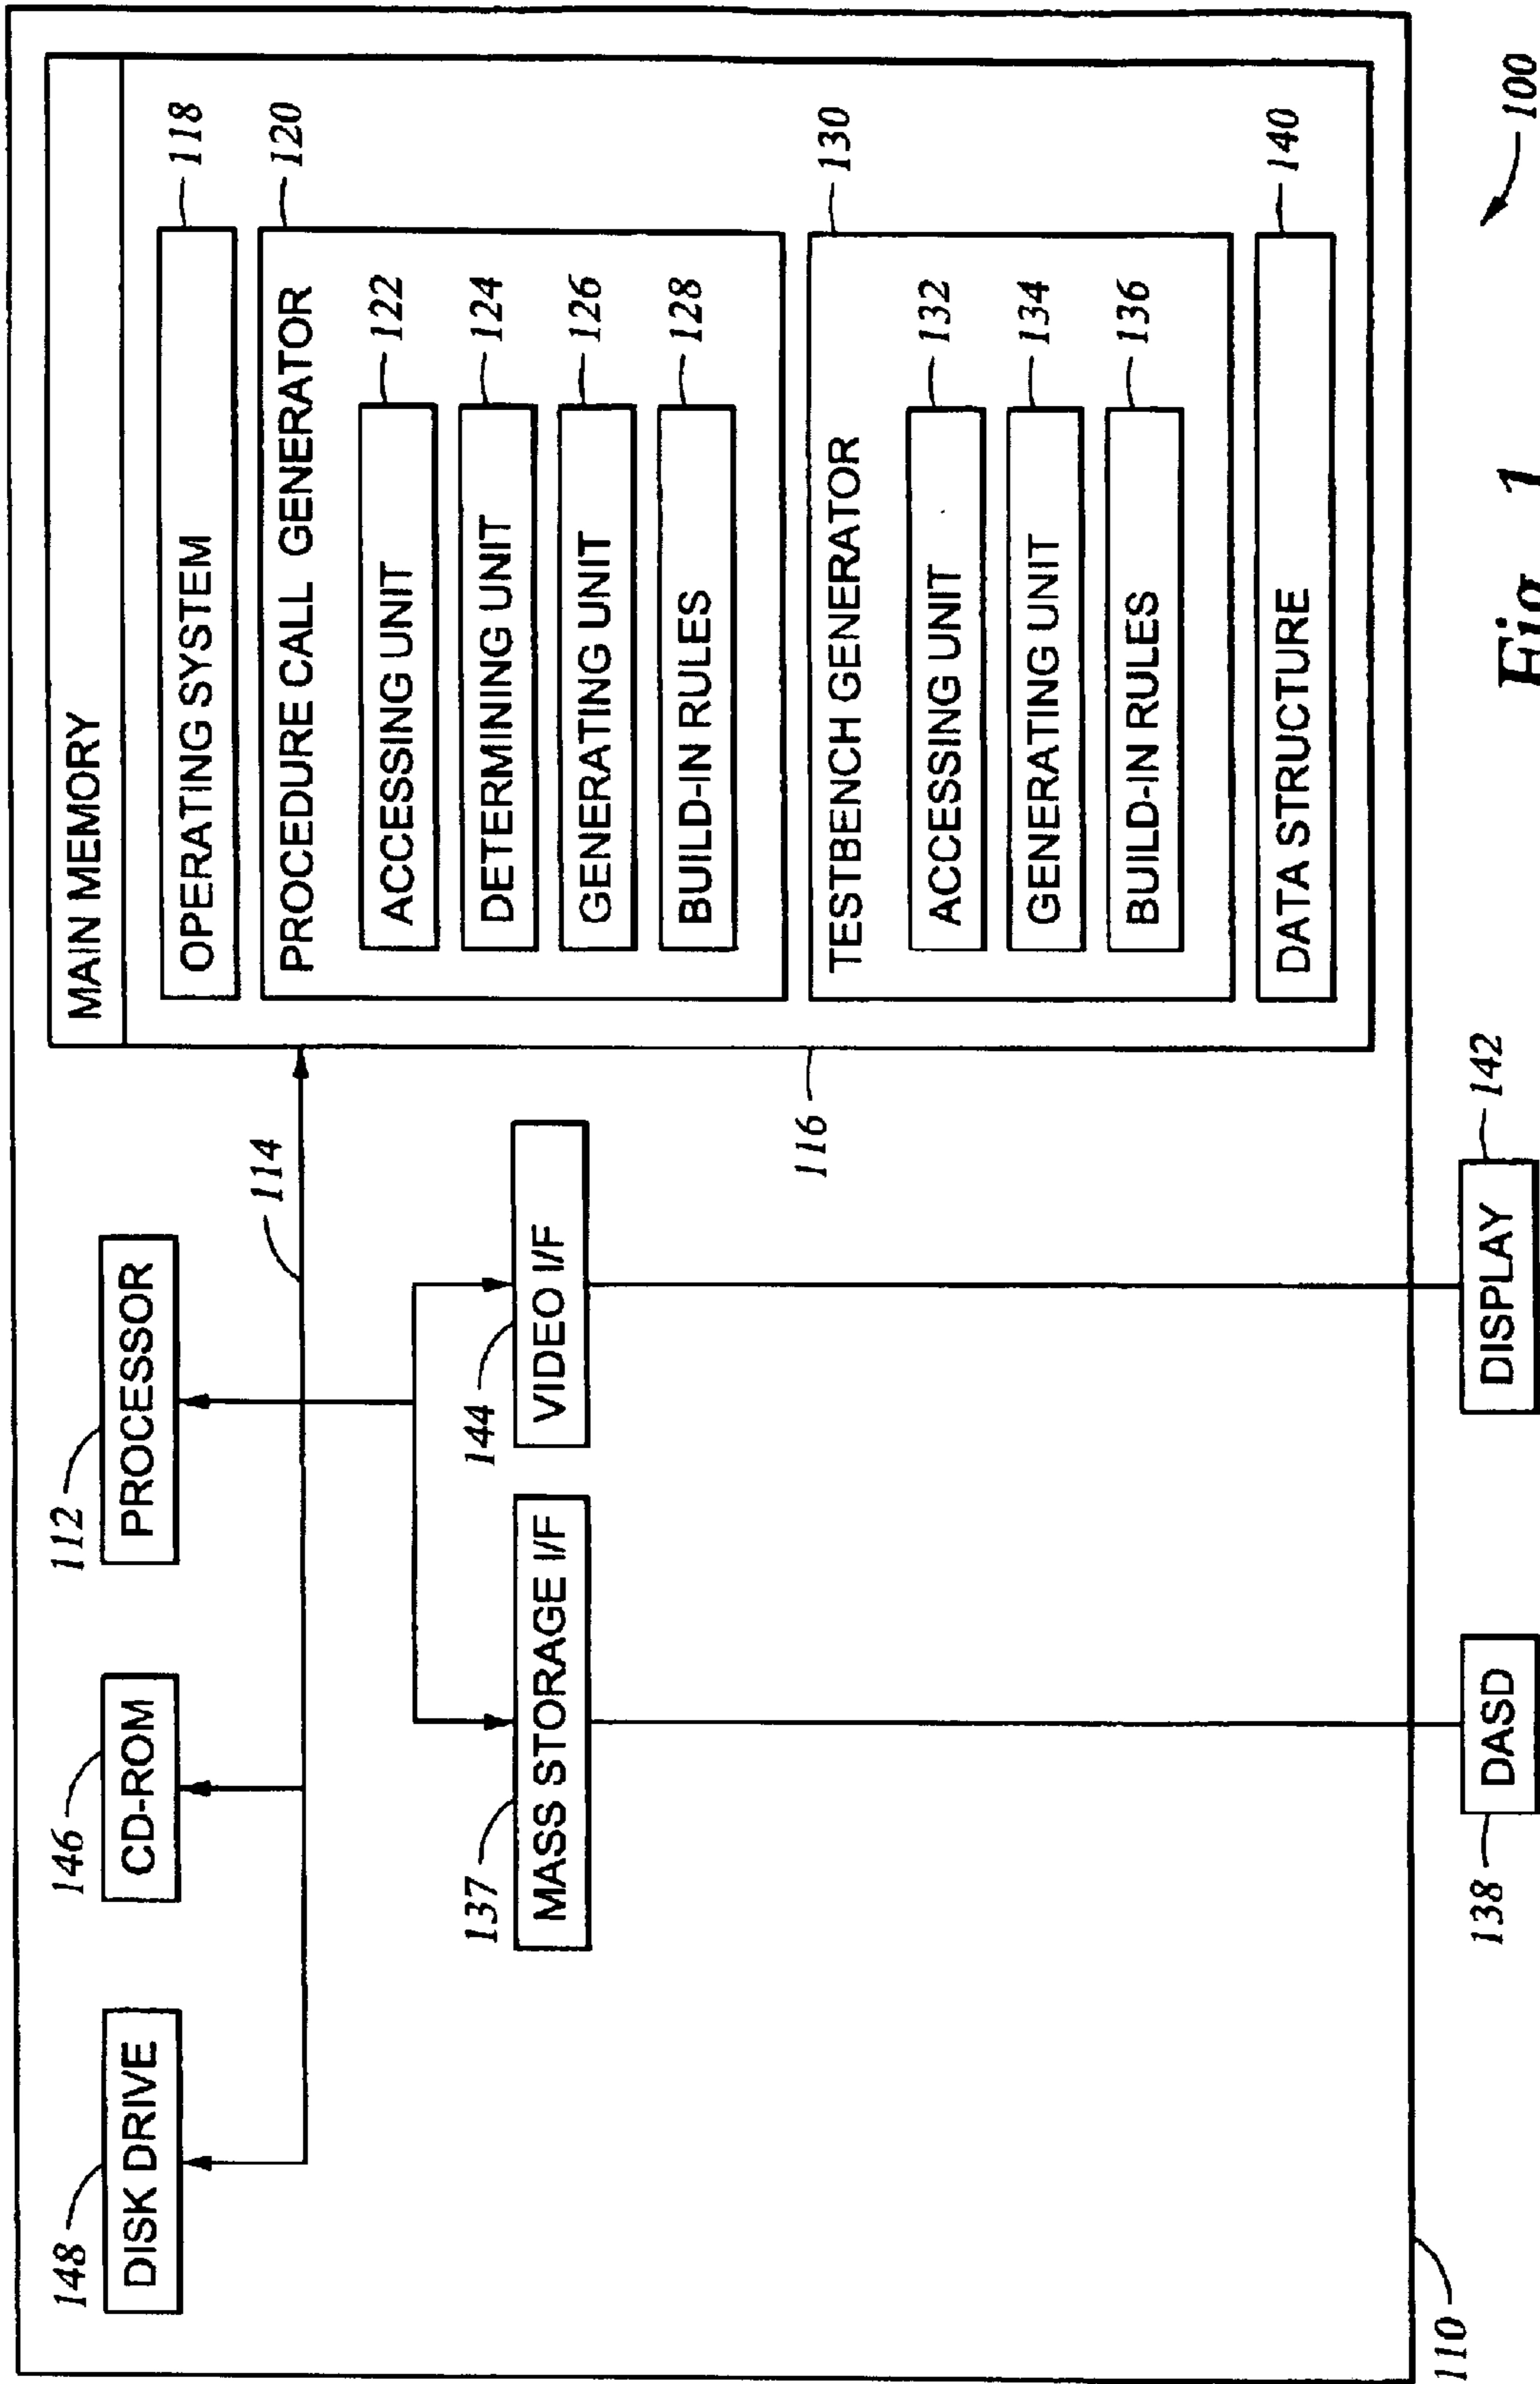 148
DISK DRIVE
146
CD-ROM
112
PROCESSOR
114
137
MASS STORAGE I/F
144
VIDEO I/F
116
MAIN MEMORY
OPERATING SYSTEM
118
PROCEDURE CALL GENERATOR
120
ACCESSING UNIT
122
DETERMINING UNIT
124
GENERATING UNIT
126
BUILD-IN RULES
128
TESTBENCH GENERATOR
130
ACCESSING UNIT
132
GENERATING UNIT
134
BUILD-IN RULES
136
DATA STRUCTURE
140
110
138
DASD
DISPLAY
142
100
Fig. 1